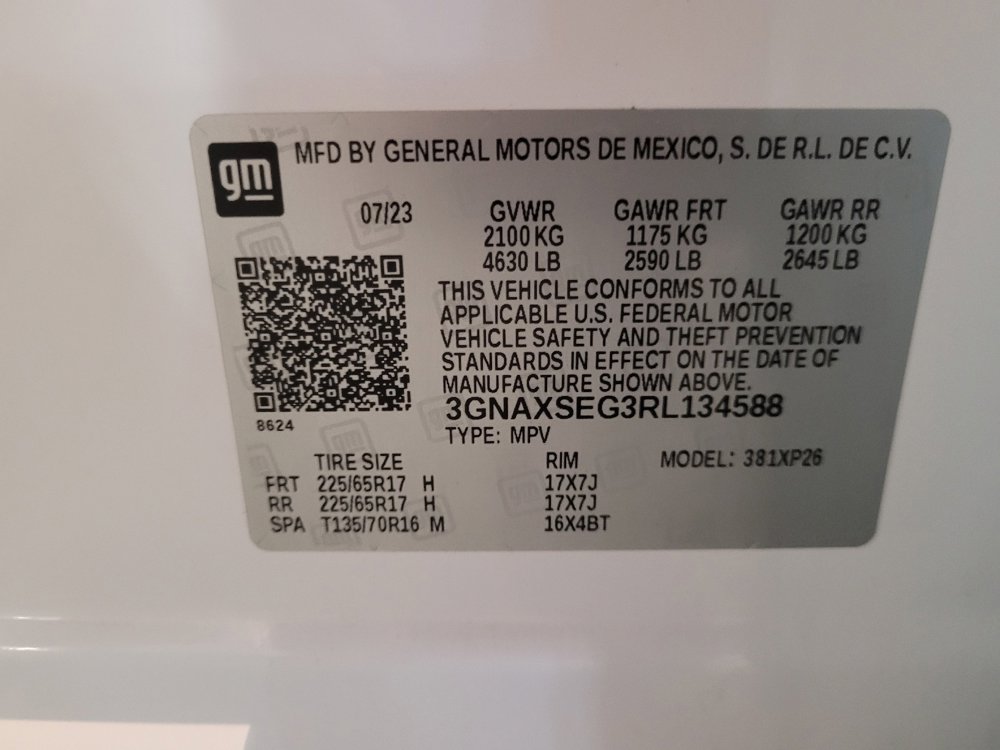 gm
MFD BY GENERAL MOTORS DE MEXICO, S. DE R.L. DE C.V.
07/23 GVWR GAWR FRT GAWR RR
2100 KG 1175 KG 1200 KG
4630 LB 2590 LB 2645 LB
THIS VEHICLE CONFORMS TO ALL
APPLICABLE U.S. FEDERAL MOTOR
VEHICLE SAFETY AND THEFT PREVENTION
STANDARDS IN EFFECT ON THE DATE OF
MANUFACTURE SHOWN ABOVE.
3GNAXSEG3RL134588
8624
TYPE: MPV
TIRE SIZE RIM MODEL: 381XP26
FRT 225/65R17 H 17X7J
RR 225/65R17 H 17X7J
SPA T135/70R16 M 16X4BT